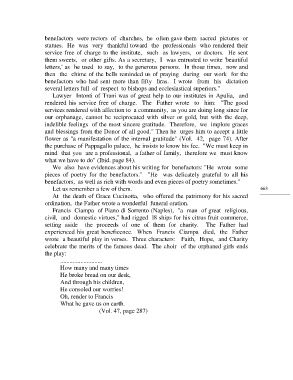 benefactors were rectors of churches, he often gave them sacred pictures or
statues. He was very thankful toward the professionals who rendered their
service free of charge to the institute, such as lawyers, or doctors. He sent
them sweets, or other gifts. As a secretary, I was entrusted to write 'beautiful
letters,' as he used to say, to the generous persons. In those times, now and
then the chime of the bells reminded us of praying during our work for the
benefactors who had sent more than fifty liras. I wrote from his dictation
several letters full of respect to bishops and ecclesiastical superiors."
Lawyer Introni of Trani was of great help to our institutes in Apulia, and
rendered his service free of charge. The Father wrote to him: "The good
services rendered with affection to a community, as you are doing long since for
our orphanage, cannot be reciprocated with silver or gold, but with the deep,
indelible feelings of the most sincere gratitude. Therefore, we implore graces
and blessings from the Donor of all good." Then he urges him to accept a little
flower as "a manifestation of the internal gratitude" (Vol. 42, page 74). After
the purchase of Pappagallo palace, he insists to know his fee. "We must keep in
mind that you are a professional, a father of family, therefore we must know
what we have to do" (Ibid. page 84).
We also have evidences about his writing for benefactors: "He wrote some
pieces of poetry for the benefactors." "He was delicately grateful to all his
benefactors, as well as rich with words and even pieces of poetry sometimes."
Let us remember a few of them.
At the death of Grace Cucinotta, who offered the patrimony for his sacred
ordination, the Father wrote a wonderful funeral oration.
Francis Ciampa of Piano di Sorrento (Naples), "a man of great religious,
civil, and domestic virtues," had rigged 18 ships for his citrus fruit commerce,
setting aside the proceeds of one of them for charity. The Father had
experienced his great beneficence. When Francis Ciampa died, the Father
wrote a beautiful play in verses. Three characters: Faith, Hope, and Charity
celebrate the merits of the famous dead. The choir of the orphaned girls ends
the play:
........................
How many and many times
He broke bread on our desk,
And through his children,
He consoled our worries!
Oh, render to Francis
What he gave us on earth.
(Vol. 47, page 287)